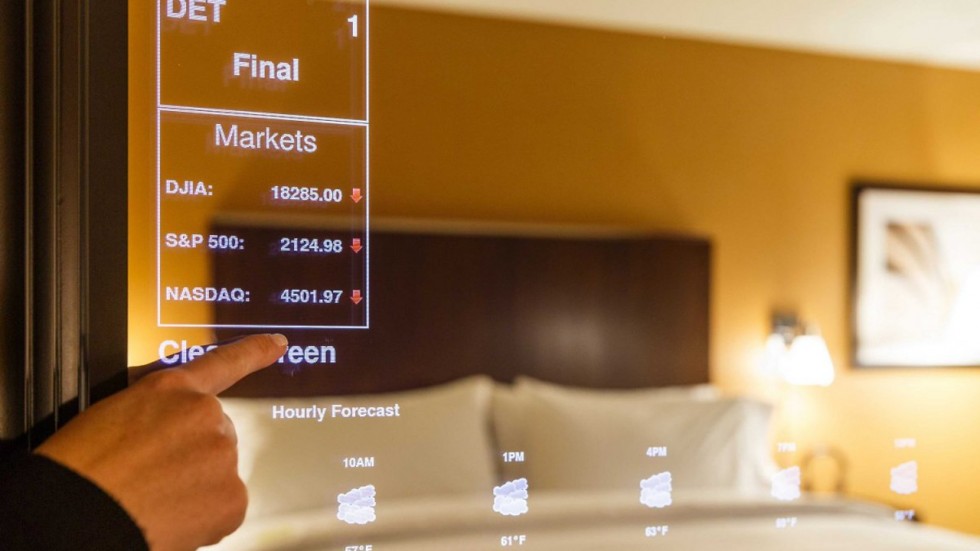 DET
1
Final
Markets
DJIA: 18285.00
S&P 500: 2124.98
NASDAQ: 4501.97
Hourly Forecast
10AM 1PM 4PM 7PM
61°F 63°F